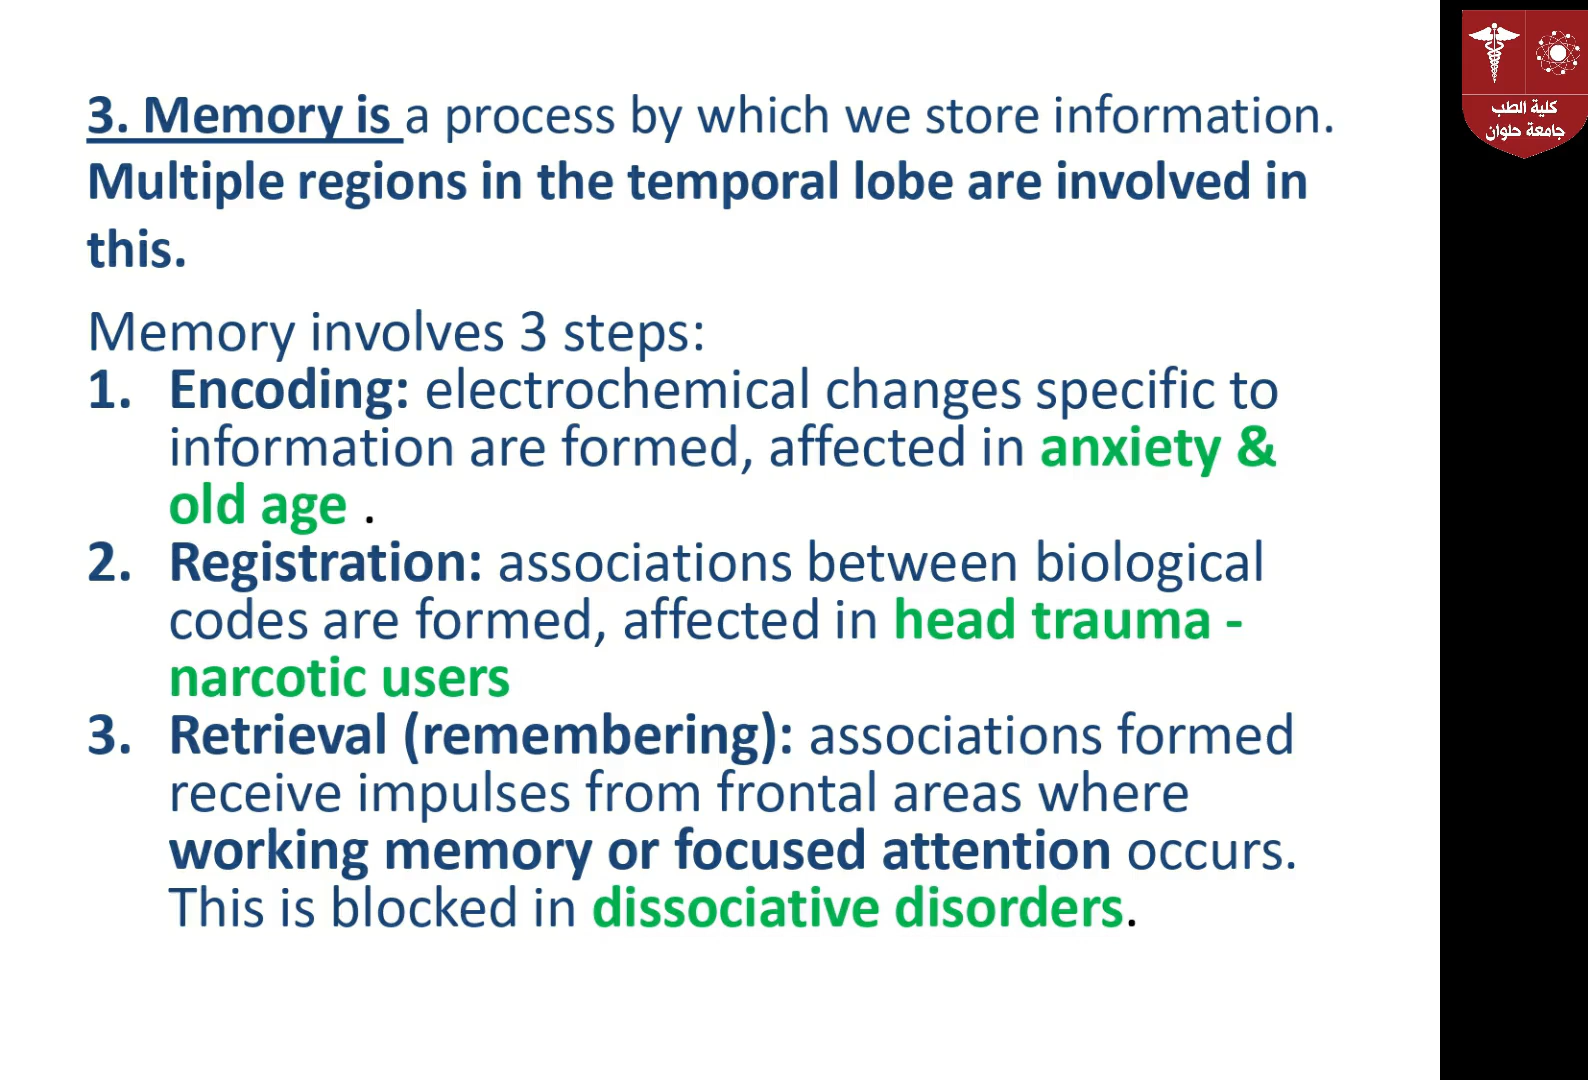 3. Memory is a process by which we store information.
Multiple regions in the temporal lobe are involved in
this.
Memory involves 3 steps:
1. Encoding: electrochemical changes specific to
information are formed, affected in anxiety &
old age .
2. Registration: associations between biological
codes are formed, affected in head trauma -
narcotic users
3. Retrieval (remembering): associations formed
receive impulses from frontal areas where
working memory or focused attention occurs.
This is blocked in dissociative disorders.
كلية الطب
جامعة حلوان